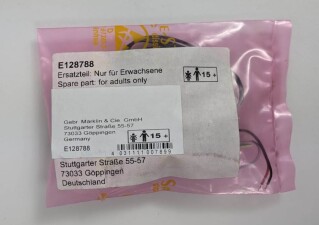 E128788
Ersatzteil: Nur für Erwachsene
Spare part: for adults only
15 +
Gebr. Märklin & Cie. GmbH
Stuttgarter Straße 55-57
73033 Göppingen
Germany
15 +
E128788
Stuttgarter Straße 55-57
73033 Göppingen
Deutschland